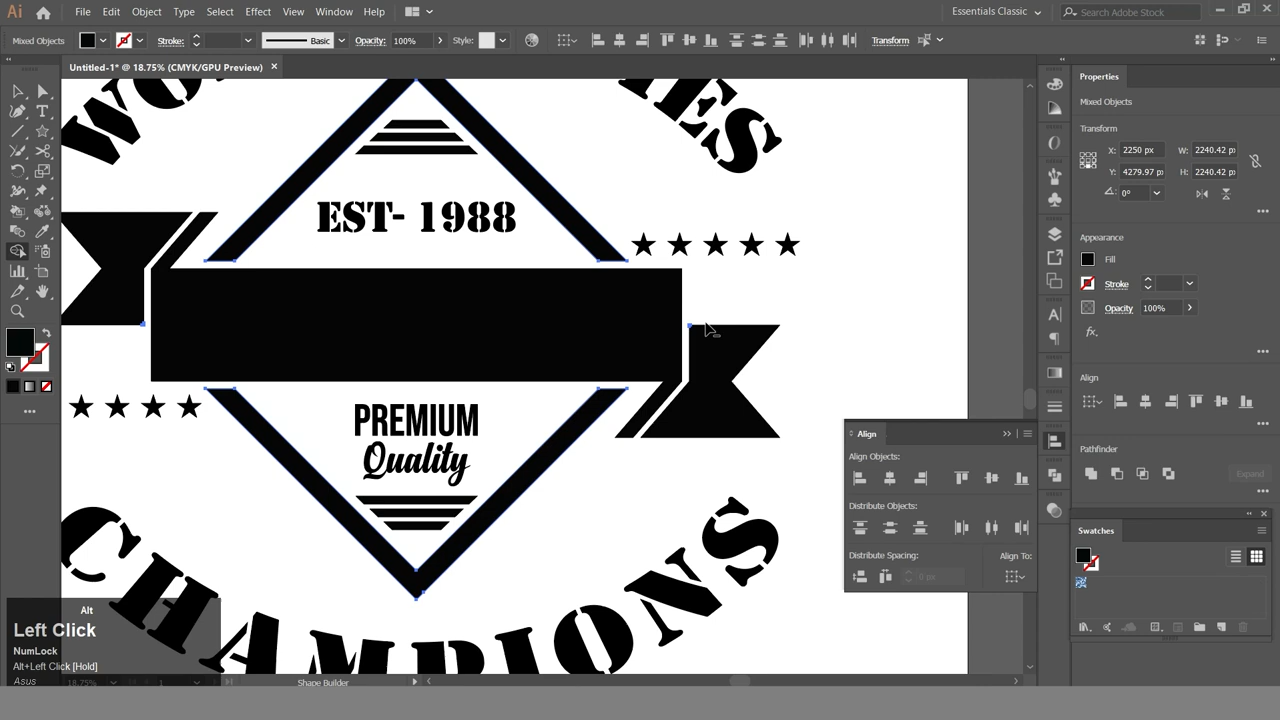 Ai File Edit Object Type Select Effect View Window Help Essentials Classic Search Adobe Stock
Mixed Objects Stroke: Basic Opacity: 100% Style: Transform
Untitled-1* @ 18.75% (CMYK/GPU Preview)
Properties
Mixed Objects
Transform
X: 2250 px W: 2240.42 px
Y: 4279.97 px H: 2240.42 px
0°
Appearance
Fill
Stroke
Opacity 100%
fx.
Align
Pathfinder
Expand
Swatches
Align
Align Objects:
Distribute Objects:
Distribute Spacing: Align To:
0 px
EST- 1988
PREMIUM
Quality
CHAMPIONS
Alt
Left Click
NumLock
Alt+Left Click [Hold]
Asus
18.75% 1 Shape Builder